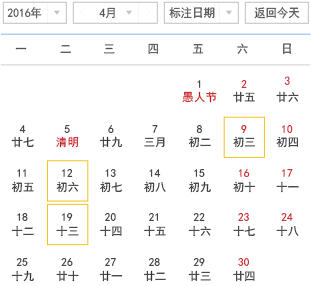 2016年 4月 标注日期 返回今天
一 二 三 四 五 六 日
1 2 3
愚人节 廿五 廿六
4 5 6 7 8 9 10
廿七 清明 廿九 三月 初二 初三 初四
11 12 13 14 15 16 17
初五 初六 初七 初八 初九 初十 十一
18 19 20 21 22 23 24
十二 十三 十四 十五 十六 十七 十八
25 26 27 28 29 30
十九 廿十 廿一 廿二 廿三 廿四